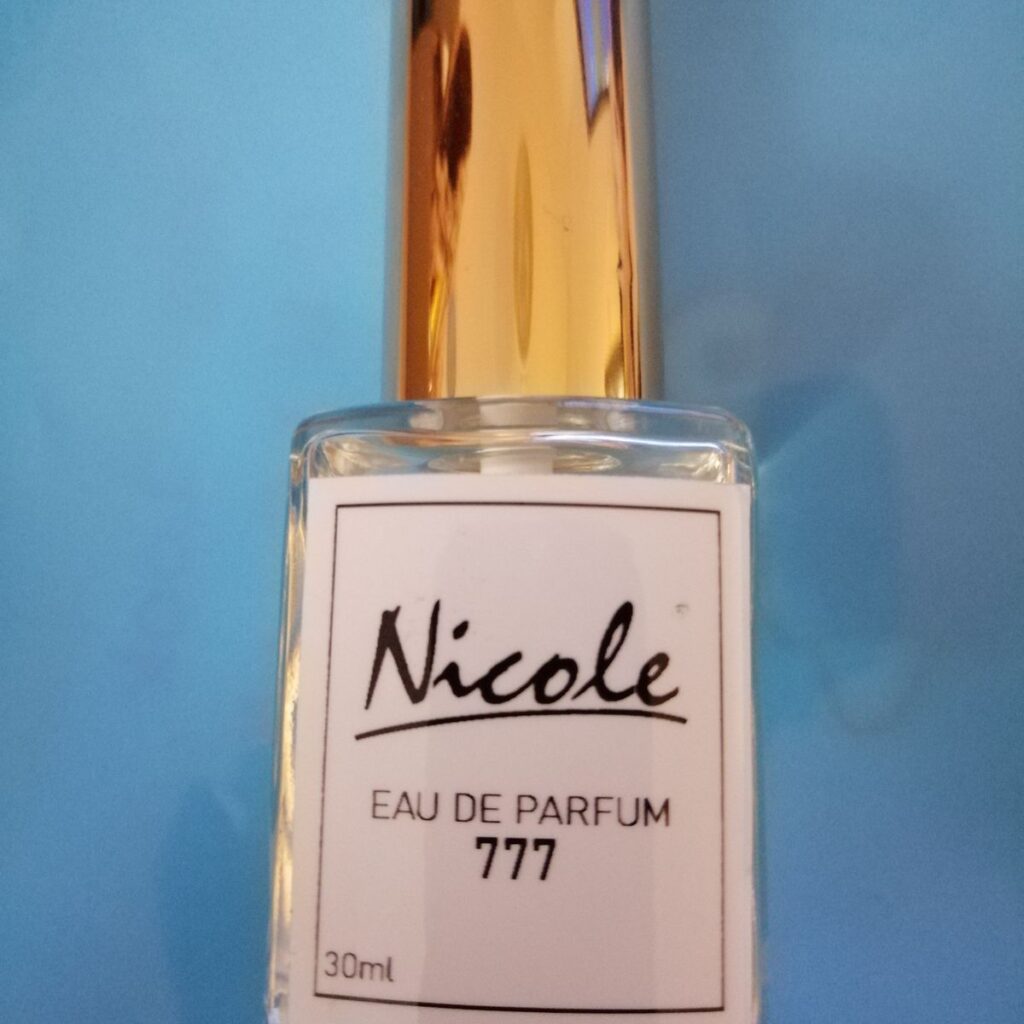 Nicole
EAU DE PARFUM
777
30ml